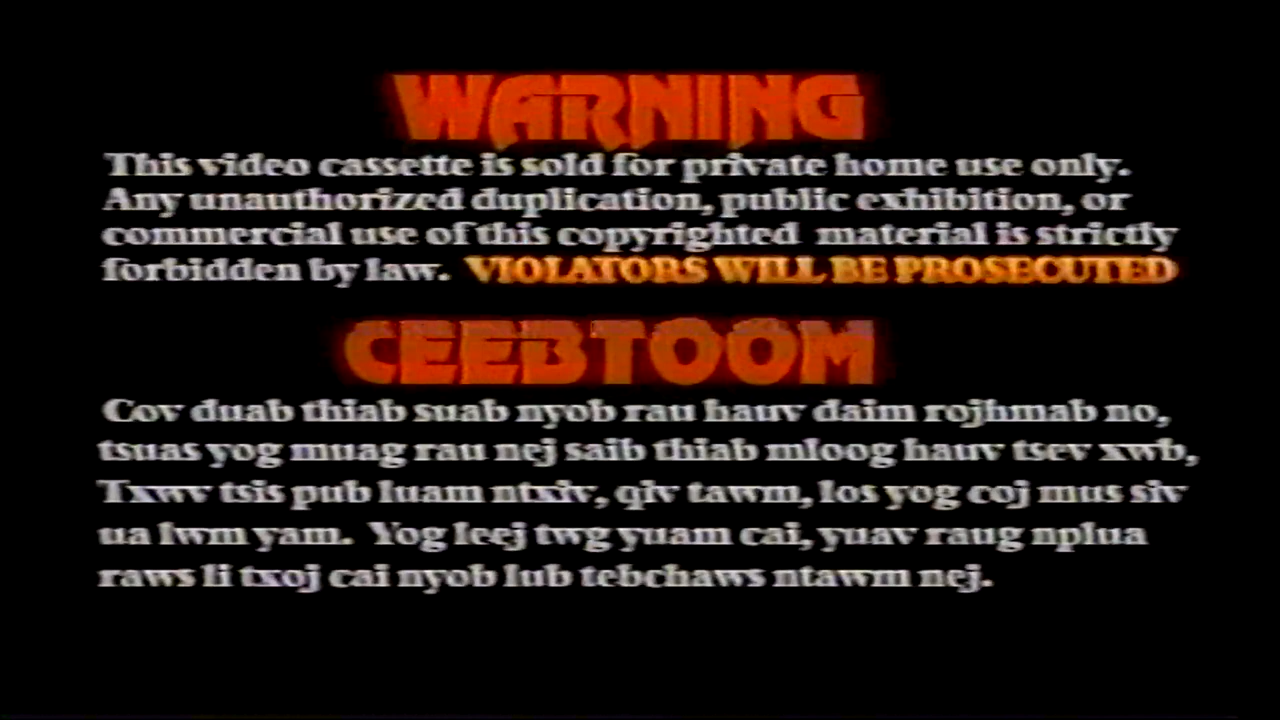 WARNING
This video cassette is sold for private home use only.
Any unauthorized duplication, public exhibition, or
commercial use of this copyrighted material is strictly
forbidden by law. VIOLATORS WILL BE PROSECUTED
CEEBTOOM
Cov duab thiab suab nyob rau hauv daim rojhmab no,
tsuas yog muag rau nej saib thiab mloog hauv tsev xwb,
Txwv tsis pub luam ntxiv, qiv tawm, los yog coj mus siv
ua lwm yam. Yog leej twg yuam cai, yuav raug nplua
raws li txoj cai nyob lub tebchaws ntawm nej.